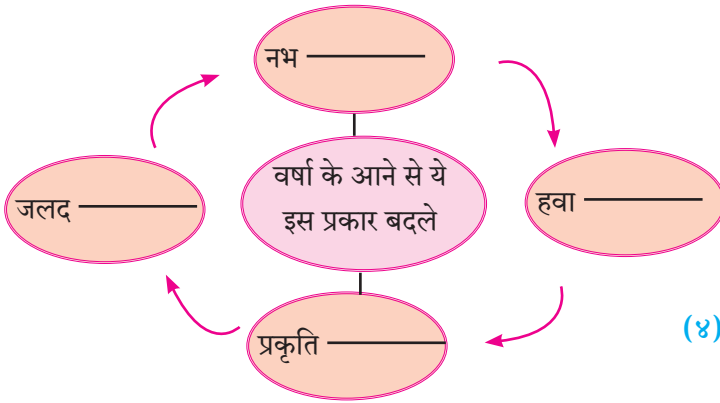 नभ
वर्षा के आने से ये
इस प्रकार बदले
जलद
हवा
प्रकृति
(४)